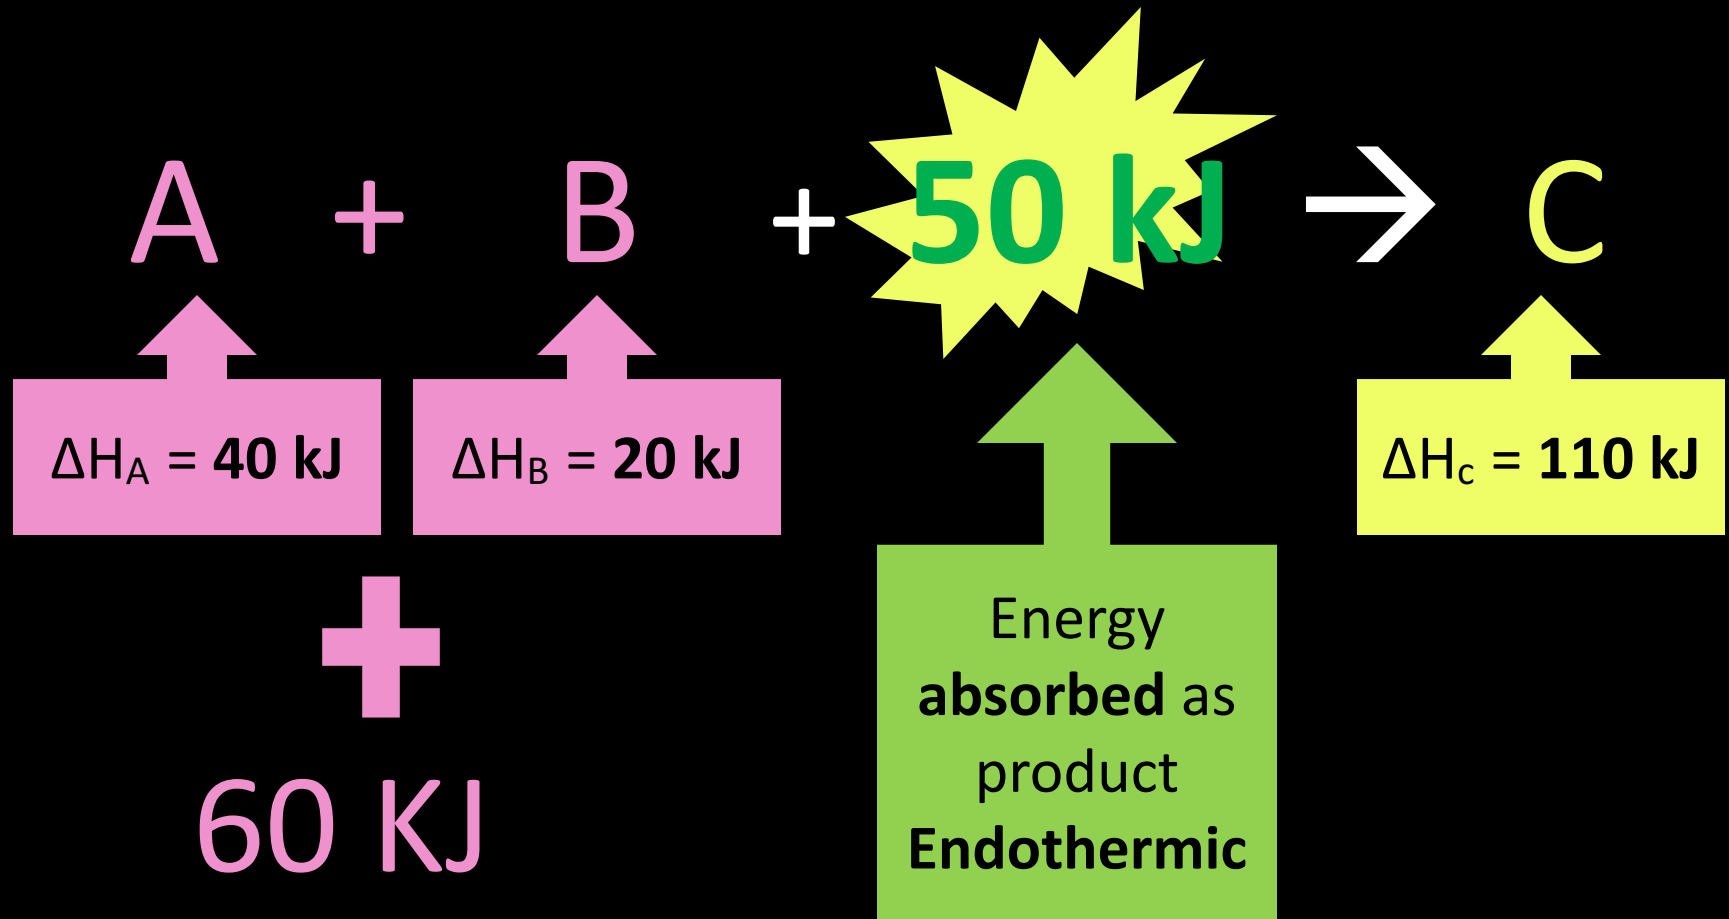 A + B + 50 kJ → C
ΔHA = 40 kJ
ΔHB = 20 kJ
ΔHc = 110 kJ
60 KJ
Energy
absorbed as
product
Endothermic